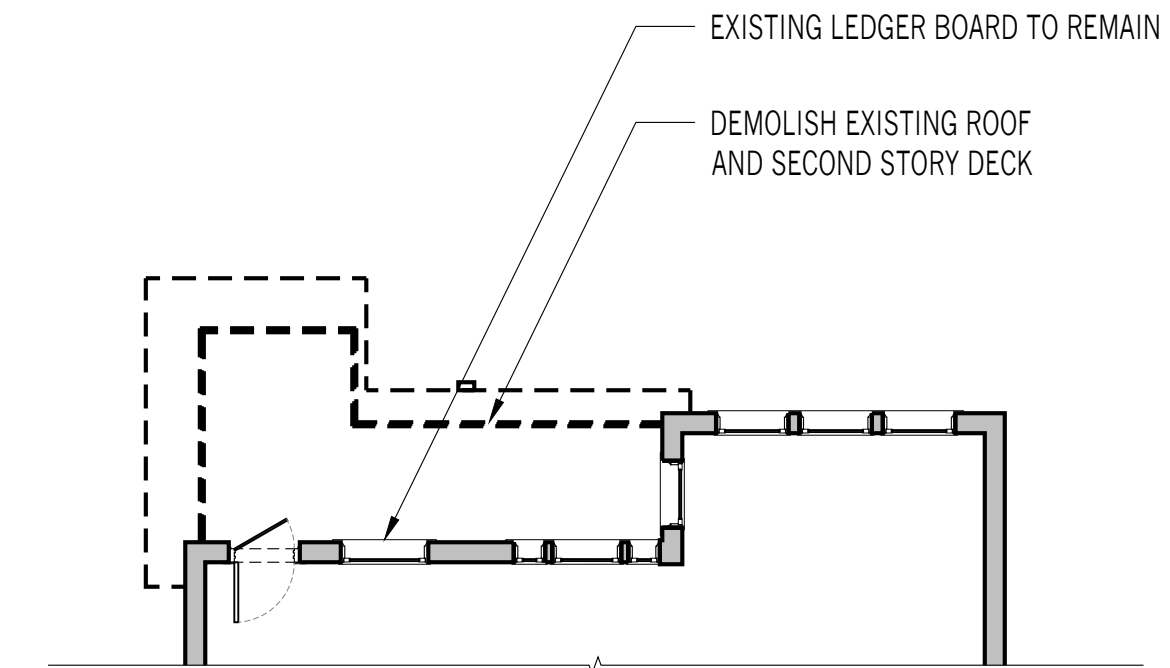 EXISTING LEDGER BOARD TO REMAIN
DEMOLISH EXISTING ROOF
AND SECOND STORY DECK